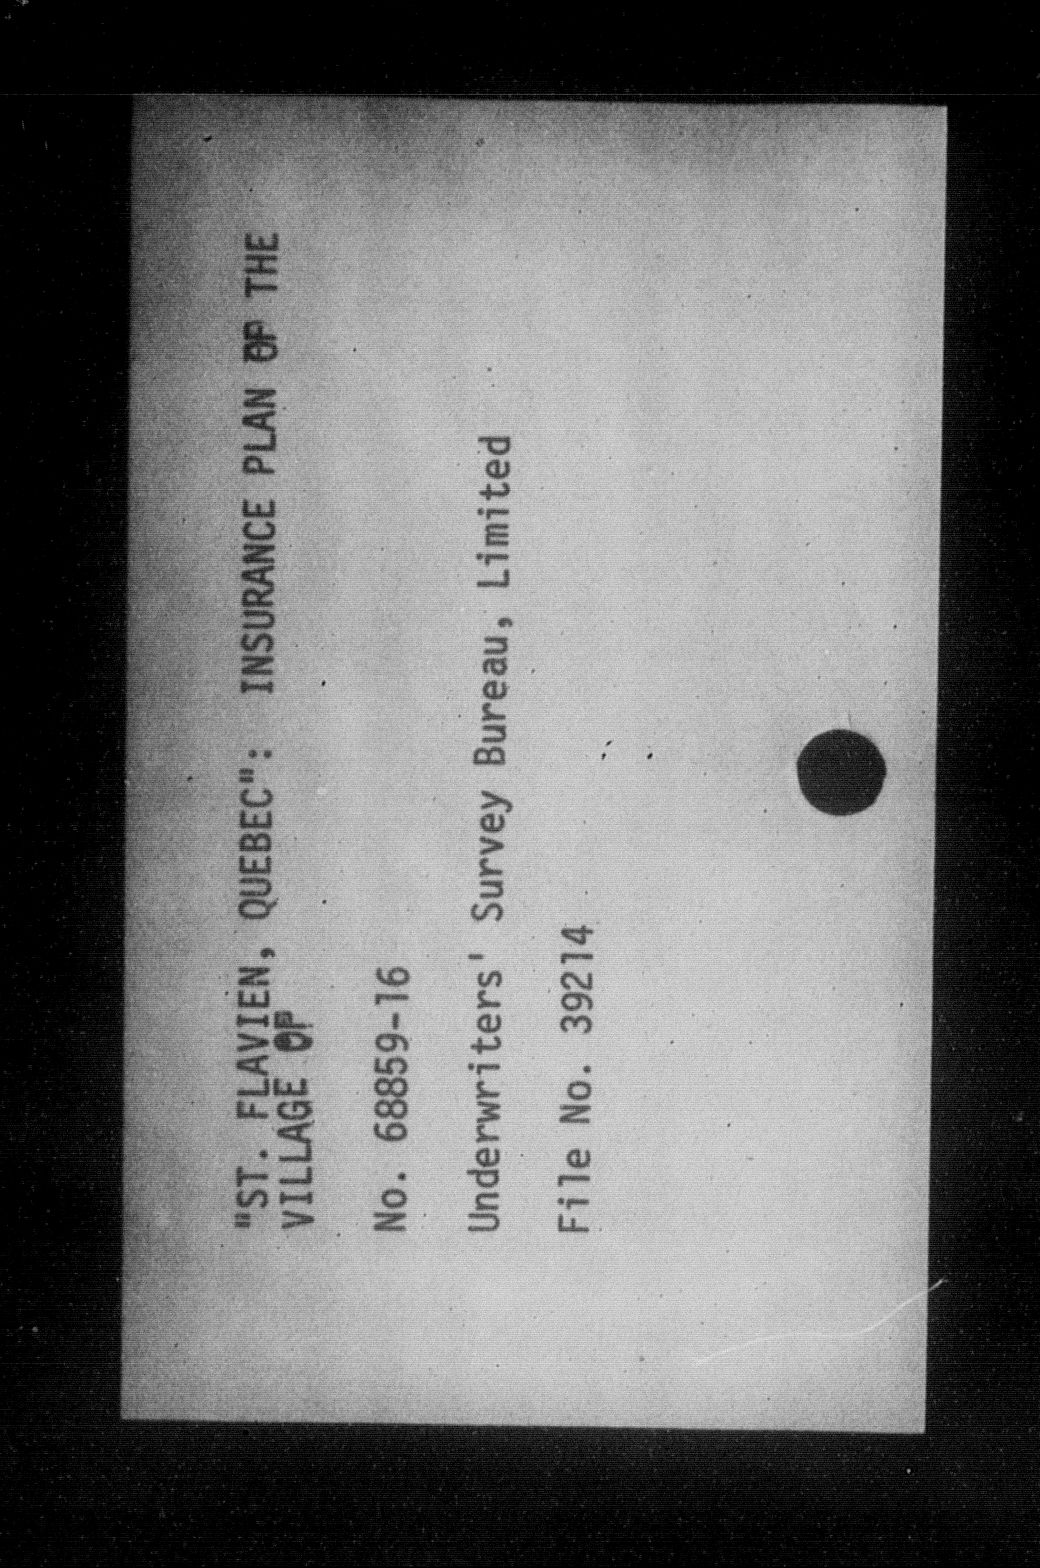 "ST. FLAVIEN, QUEBEC": INSURANCE PLAN OF THE
VILLAGE OF
No. 68859-16
Underwriters' Survey Bureau, Limited
File No. 39214